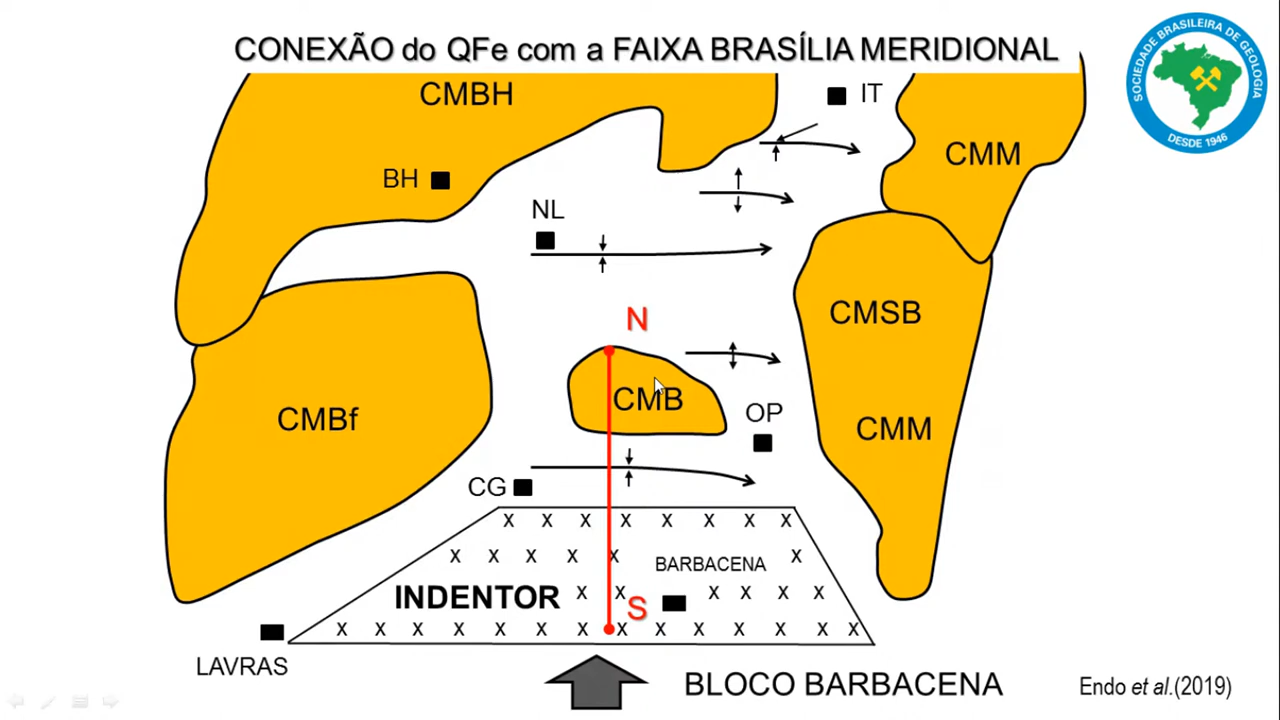 CONEXÃO do QFe com a FAIXA BRASÍLIA MERIDIONAL
SOCIEDADE BRASILEIRA DE GEOLOGIA
DESDE 1946
CMBH
IT
CMM
BH
NL
N
CMSB
CMBf
CMB
OP
CMM
CG
X X X X X X X X
X X X X X BARBACENA X
INDENTOR X X X X X X
S
X X X X X X X X X X X X X X
LAVRAS
BLOCO BARBACENA
Endo et al.(2019)